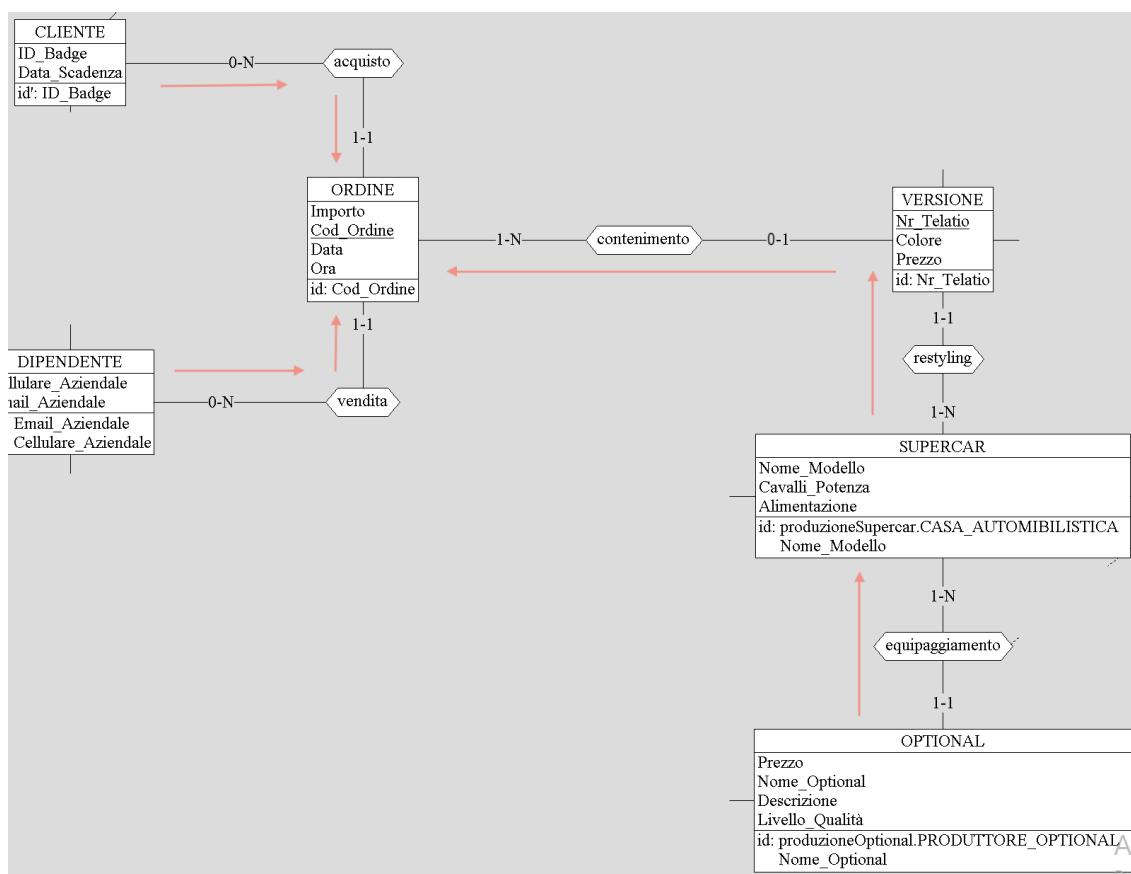 CLIENTE
ID_Badge
Data_Scadenza
id': ID_Badge
0-N
acquisto
1-1
ORDINE
Importo
Cod_Ordine
Data
Ora
id: Cod_Ordine
1-N
contenimento
0-1
VERSIONE
Nr_Telatio
Colore
Prezzo
id: Nr_Telatio
1-1
restyling
1-N
1-1
DIPENDENTE
llulare_Aziendale
nail_Aziendale
Email_Aziendale
Cellulare_Aziendale
0-N
vendita
SUPERCAR
Nome_Modello
Cavalli_Potenza
Alimentazione
id: produzioneSupercar.CASA_AUTOMIBILISTICA
Nome_Modello
1-N
equipaggiamento
1-1
OPTIONAL
Prezzo
Nome_Optional
Descrizione
Livello_Qualità
id: produzioneOptional.PRODUTTORE_OPTIONAL
Nome_Optional
A